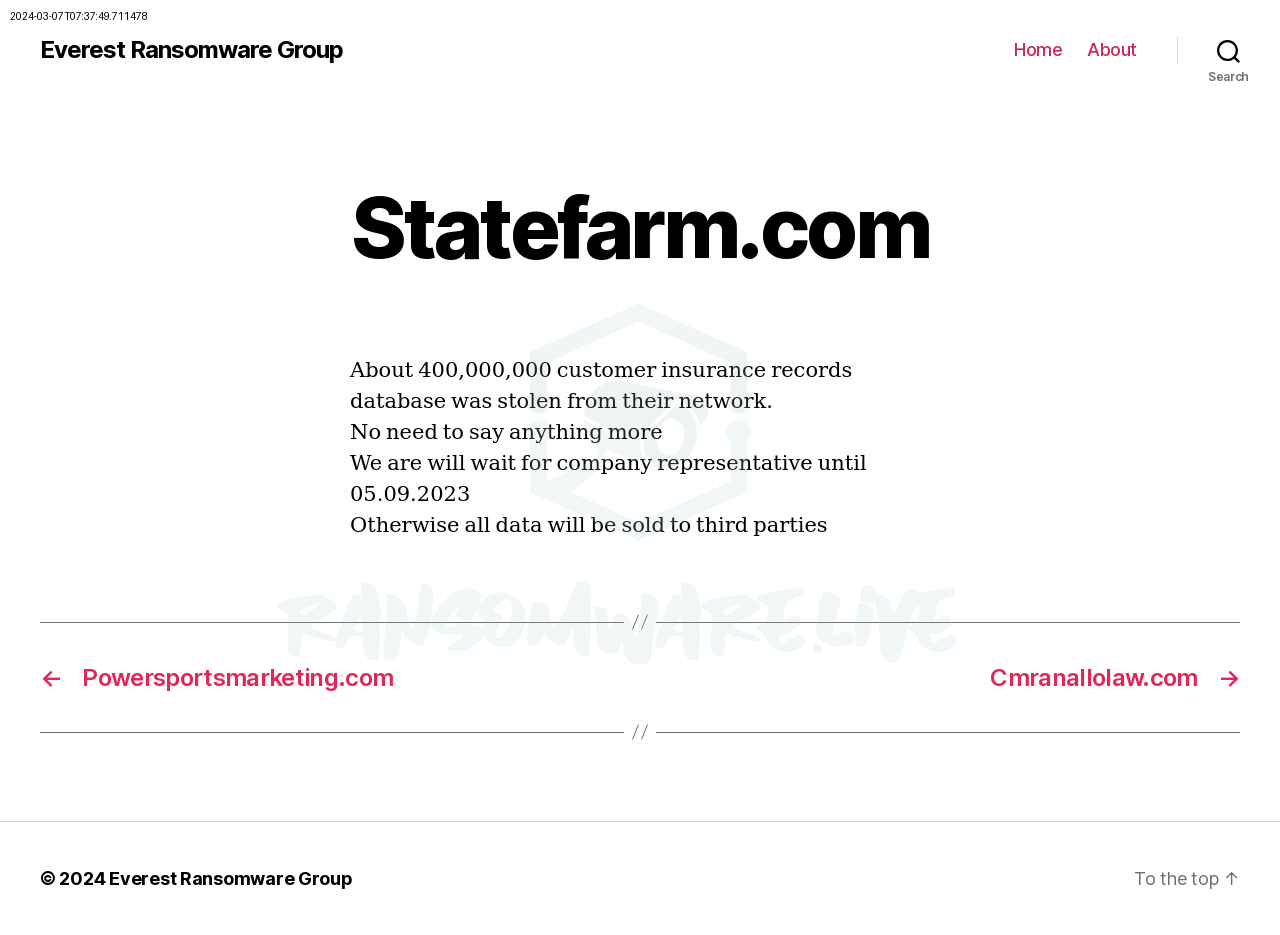 2024-03-07T07:37:49.711478
Everest Ransomware Group
Home
About
Search
Statefarm.com
About 400,000,000 customer insurance records
database was stolen from their network.
No need to say anything more
We are will wait for company representative until
05.09.2023
Otherwise all data will be sold to third parties
RANSOMWARE.LIVE
//
← Powersportsmarketing.com
Cmranallolaw.com →
//
© 2024 Everest Ransomware Group
To the top ↑